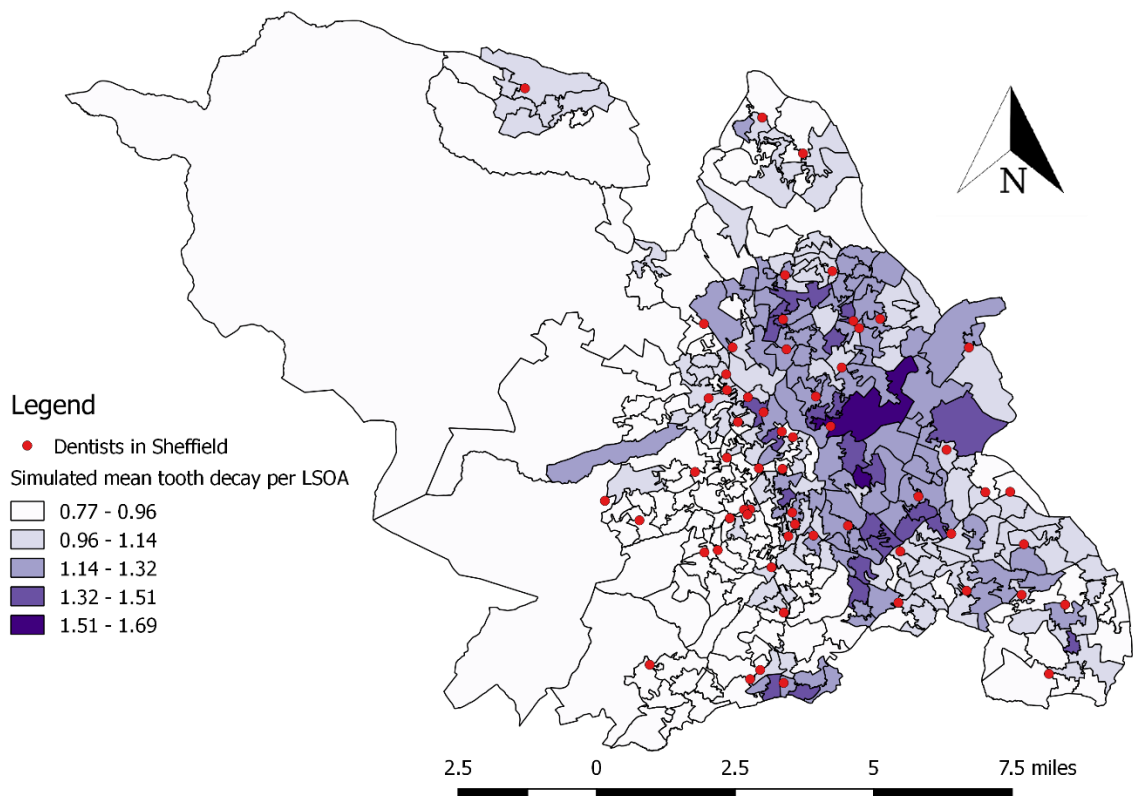 N
Legend
Dentists in Sheffield
Simulated mean tooth decay per LSOA
0.77 - 0.96
0.96 - 1.14
1.14 - 1.32
1.32 - 1.51
1.51 - 1.69
2.5 0 2.5 5 7.5 miles